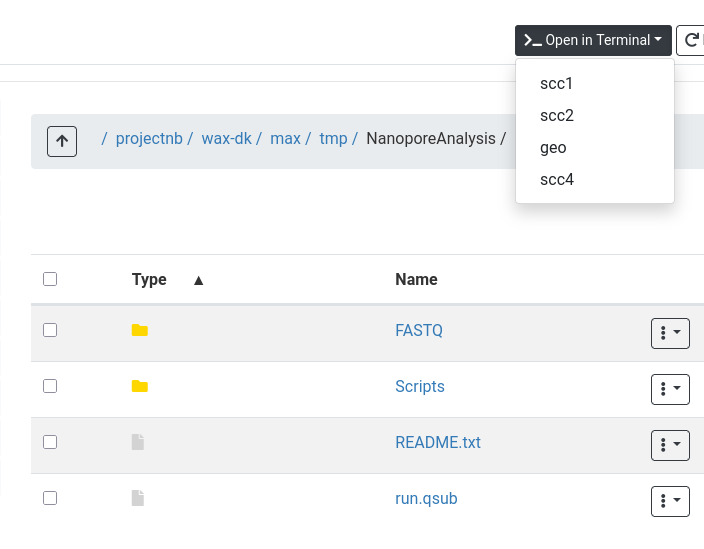 Open in Terminal
scc1
scc2
geo
scc4
/ projectnb / wax-dk / max / tmp / NanoporeAnalysis /
Type ▲ Name
FASTQ
Scripts
README.txt
run.qsub